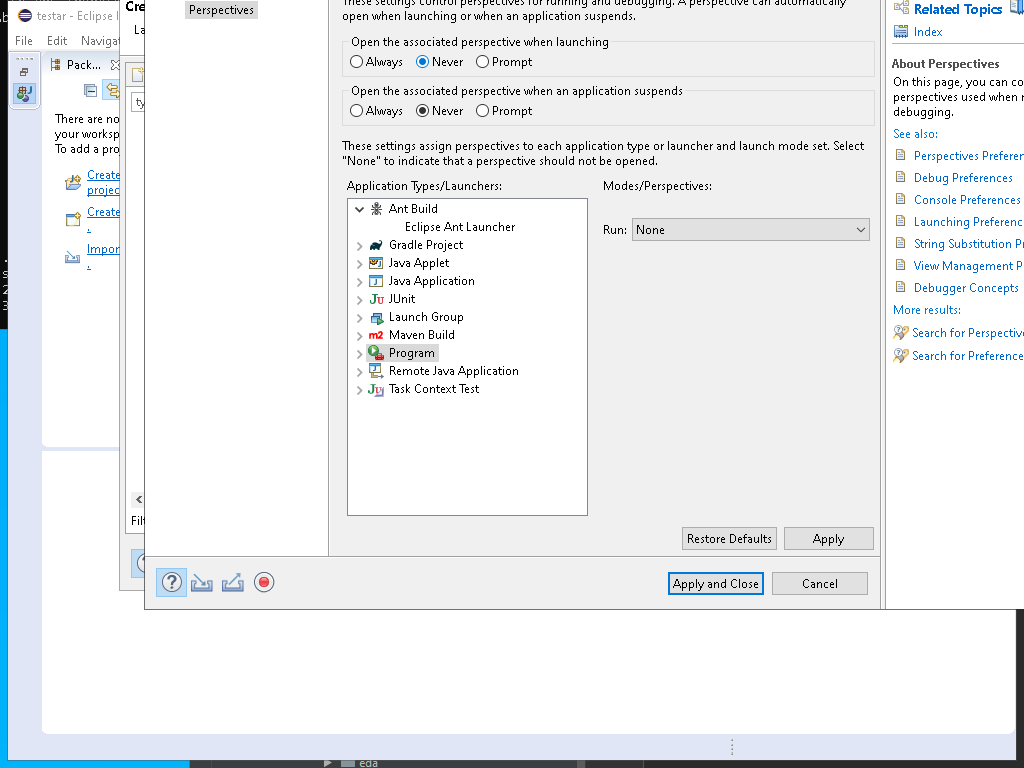 testar - Eclipse I
File Edit Navigat
Pack...
There are no
your worksp
To add a proj
Create
project
Create
.
Impor
.
Cre
La
ty
Filt
Perspectives
These settings control perspectives for running and debugging. A perspective can automatically
open when launching or when an application suspends.
Open the associated perspective when launching
Always Never Prompt
Open the associated perspective when an application suspends
Always Never Prompt
These settings assign perspectives to each application type or launcher and launch mode set. Select
"None" to indicate that a perspective should not be opened.
Application Types/Launchers: Modes/Perspectives:
Ant Build
Eclipse Ant Launcher
Run: None
Gradle Project
Java Applet
Java Application
JUnit
Launch Group
Maven Build
Program
Remote Java Application
Task Context Test
Restore Defaults Apply
Apply and Close Cancel
Related Topics
Index
About Perspectives
On this page, you can co
perspectives used when r
debugging.
See also:
Perspectives Preferen
Debug Preferences
Console Preferences
Launching Preferenc
String Substitution P
View Management P
Debugger Concepts
More results:
Search for Perspective
Search for Preference
eda